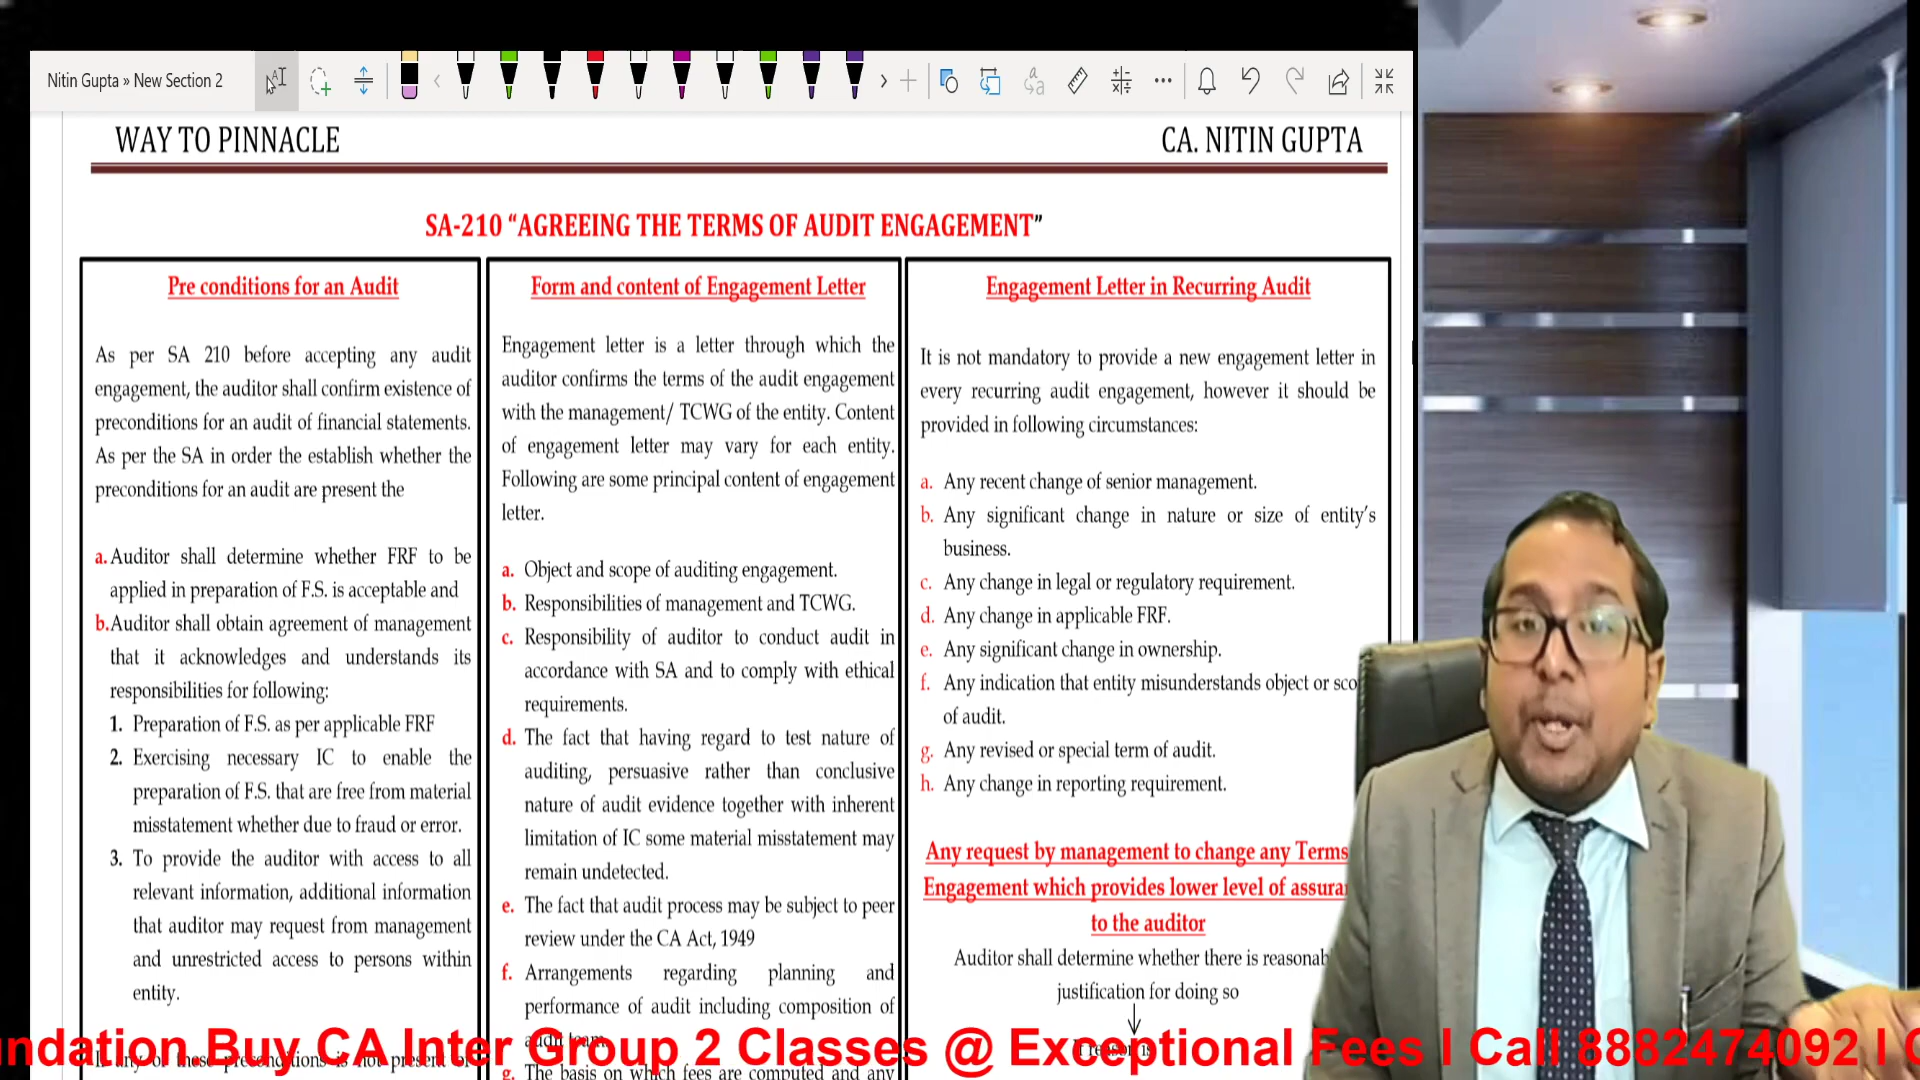 Nitin Gupta » New Section 2
WAY TO PINNACLE
CA. NITIN GUPTA
SA-210 “AGREEING THE TERMS OF AUDIT ENGAGEMENT”
Pre conditions for an Audit
As per SA 210 before accepting any audit
engagement, the auditor shall confirm existence of
preconditions for an audit of financial statements.
As per the SA in order the establish whether the
preconditions for an audit are present the
a. Auditor shall determine whether FRF to be
applied in preparation of F.S. is acceptable and
b. Auditor shall obtain agreement of management
that it acknowledges and understands its
responsibilities for following:
1. Preparation of F.S. as per applicable FRF
2. Exercising necessary IC to enable the
preparation of F.S. that are free from material
misstatement whether due to fraud or error.
3. To provide the auditor with access to all
relevant information, additional information
that auditor may request from management
and unrestricted access to persons within
entity.
Form and content of Engagement Letter
Engagement letter is a letter through which the
auditor confirms the terms of the audit engagement
with the management/ TCWG of the entity. Content
of engagement letter may vary for each entity.
Following are some principal content of engagement
letter.
a. Object and scope of auditing engagement.
b. Responsibilities of management and TCWG.
c. Responsibility of auditor to conduct audit in
accordance with SA and to comply with ethical
requirements.
d. The fact that having regard to test nature of
auditing, persuasive rather than conclusive
nature of audit evidence together with inherent
limitation of IC some material misstatement may
remain undetected.
e. The fact that audit process may be subject to peer
review under the CA Act, 1949
f. Arrangements regarding planning and
performance of audit including composition of
audit team.
g. The basis on which fees are computed and any
Engagement Letter in Recurring Audit
It is not mandatory to provide a new engagement letter in
every recurring audit engagement, however it should be
provided in following circumstances:
a. Any recent change of senior management.
b. Any significant change in nature or size of entity’s
business.
c. Any change in legal or regulatory requirement.
d. Any change in applicable FRF.
e. Any significant change in ownership.
f. Any indication that entity misunderstands object or sco
of audit.
g. Any revised or special term of audit.
h. Any change in reporting requirement.
Any request by management to change any Terms
Engagement which provides lower level of assura
to the auditor
Auditor shall determine whether there is reasonab
justification for doing so
undation Buy CA Inter Group 2 Classes @ Exceptional Fees I Call 8882474092 I